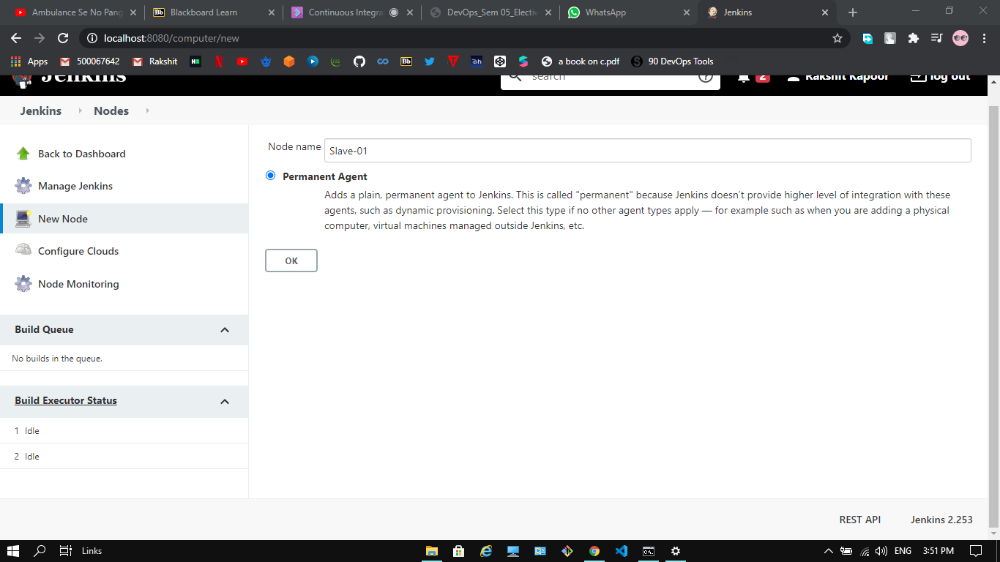 Ambulance Se No Pang
Blackboard Learn
Continuous Integra
DevOps_Sem 05_Electiv
WhatsApp
Jenkins
localhost:8080/computer/new
Apps
500067642
Rakshit
a book on c.pdf
90 DevOps Tools
Jenkins
search
2
Rakshit Kapoor
log out
Jenkins
Nodes
Back to Dashboard
Manage Jenkins
New Node
Configure Clouds
Node Monitoring
Build Queue
No builds in the queue.
Build Executor Status
1 Idle
2 Idle
Node name
Slave-01
Permanent Agent
Adds a plain, permanent agent to Jenkins. This is called "permanent" because Jenkins doesn't provide higher level of integration with these
agents, such as dynamic provisioning. Select this type if no other agent types apply — for example such as when you are adding a physical
computer, virtual machines managed outside Jenkins, etc.
OK
REST API
Jenkins 2.253
Links
ENG
3:51 PM